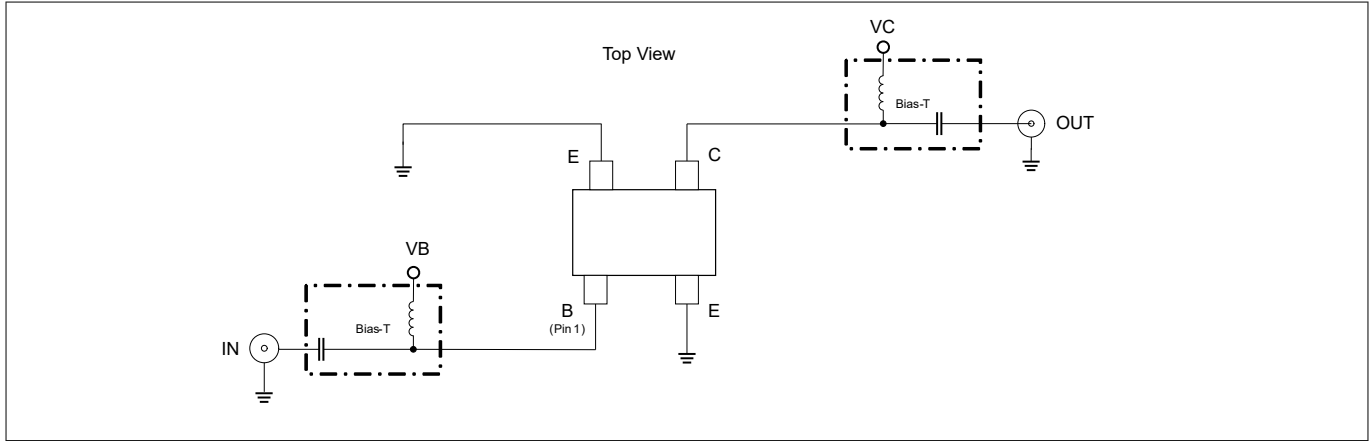 VC
Top View
Bias-T
OUT
E
C
VB
B
E
(Pin 1)
Bias-T
IN